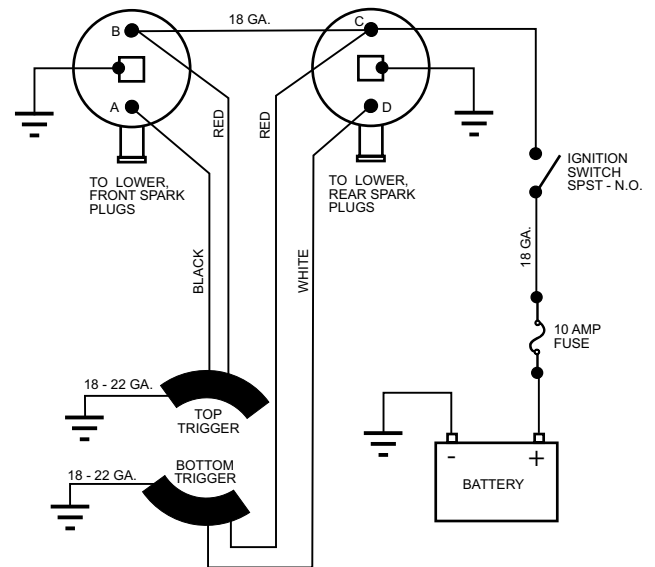 18 GA.
B
C
A
D
RED
RED
TO LOWER,
FRONT SPARK
PLUGS
TO LOWER,
REAR SPARK
PLUGS
IGNITION
SWITCH
SPST - N.O.
BLACK
WHITE
18 GA.
10 AMP
FUSE
18 - 22 GA.
TOP
TRIGGER
BOTTOM
TRIGGER
18 - 22 GA.
- +
BATTERY